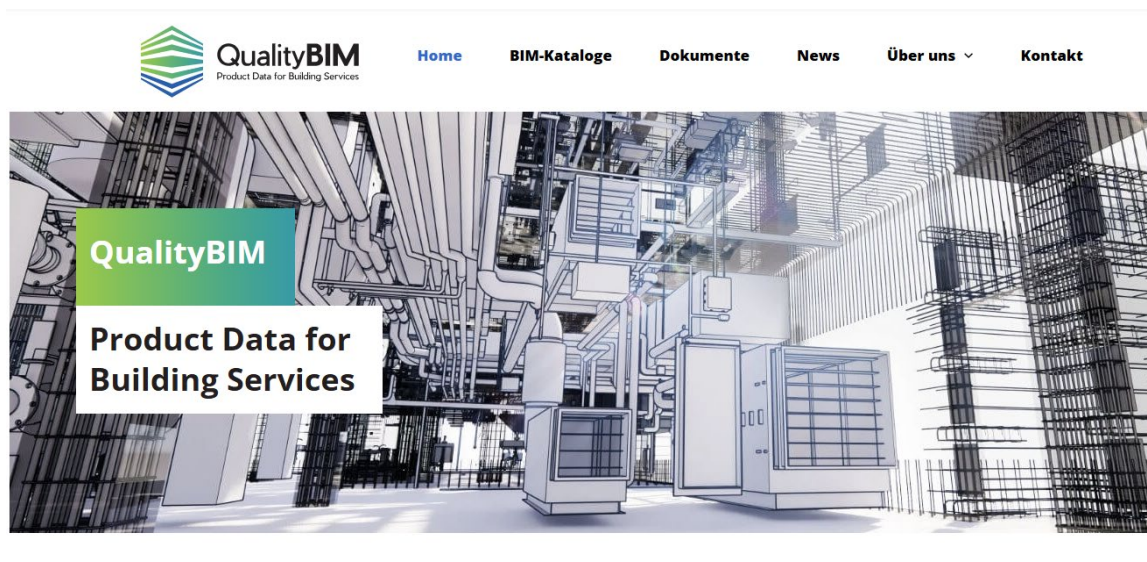 QualityBIM
Product Data for Building Services
Home
BIM-Kataloge
Dokumente
News
Über uns
Kontakt
QualityBIM
Product Data for
Building Services